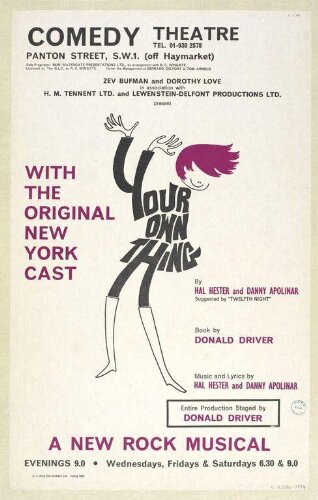 COMEDY THEATRE
TEL. 01-930 2578
PANTON STREET, S.W.1. (off Haymarket)
ZEV BUFMAN and DOROTHY LOVE
in association with
H. M. TENNENT LTD. and LEWENSTEIN-DELFONT PRODUCTIONS LTD.
present
WITH
THE
ORIGINAL
NEW
YORK
CAST
YOUR
OWN
THING
By
HAL HESTER and DANNY APOLINAR
Suggested by "TWELFTH NIGHT"
Book by
DONALD DRIVER
Music and Lyrics by
HAL HESTER and DANNY APOLINAR
Entire Production Staged by
DONALD DRIVER
A NEW ROCK MUSICAL
EVENINGS 9.0 • Wednesdays, Fridays & Saturdays 6.30 & 9.0